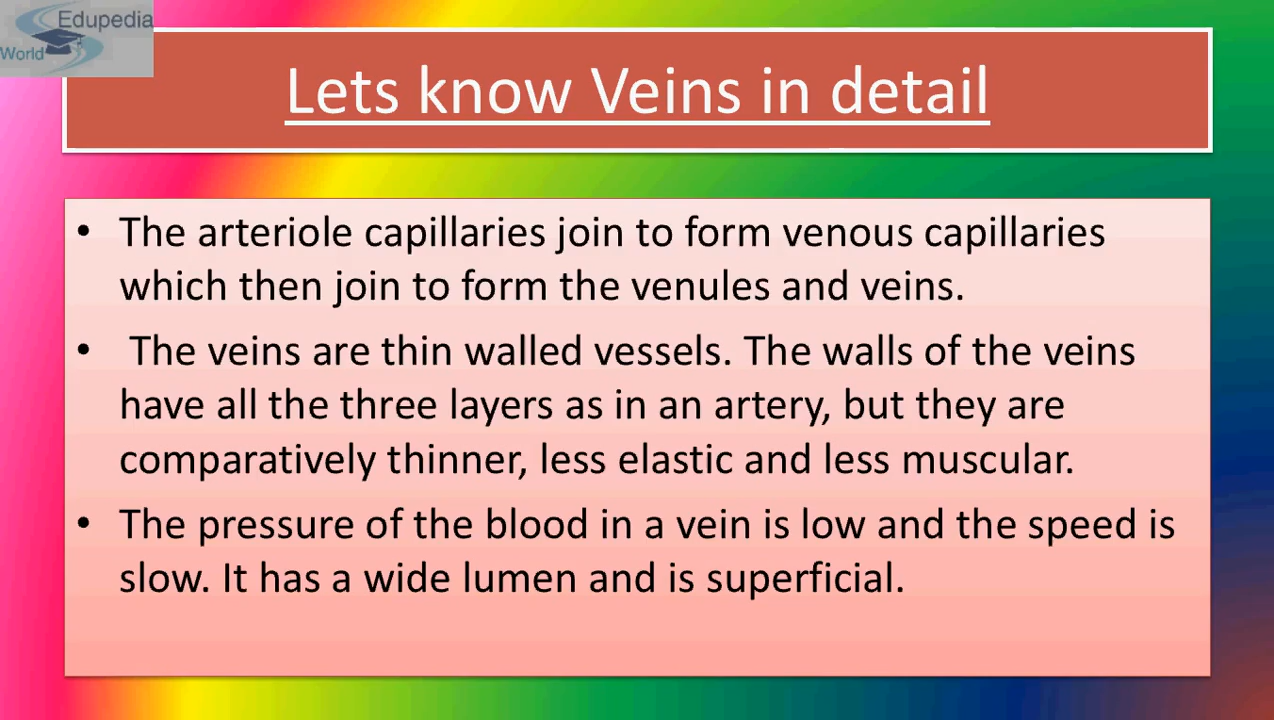 Edupedia
World
Lets know Veins in detail
• The arteriole capillaries join to form venous capillaries
which then join to form the venules and veins.
• The veins are thin walled vessels. The walls of the veins
have all the three layers as in an artery, but they are
comparatively thinner, less elastic and less muscular.
• The pressure of the blood in a vein is low and the speed is
slow. It has a wide lumen and is superficial.